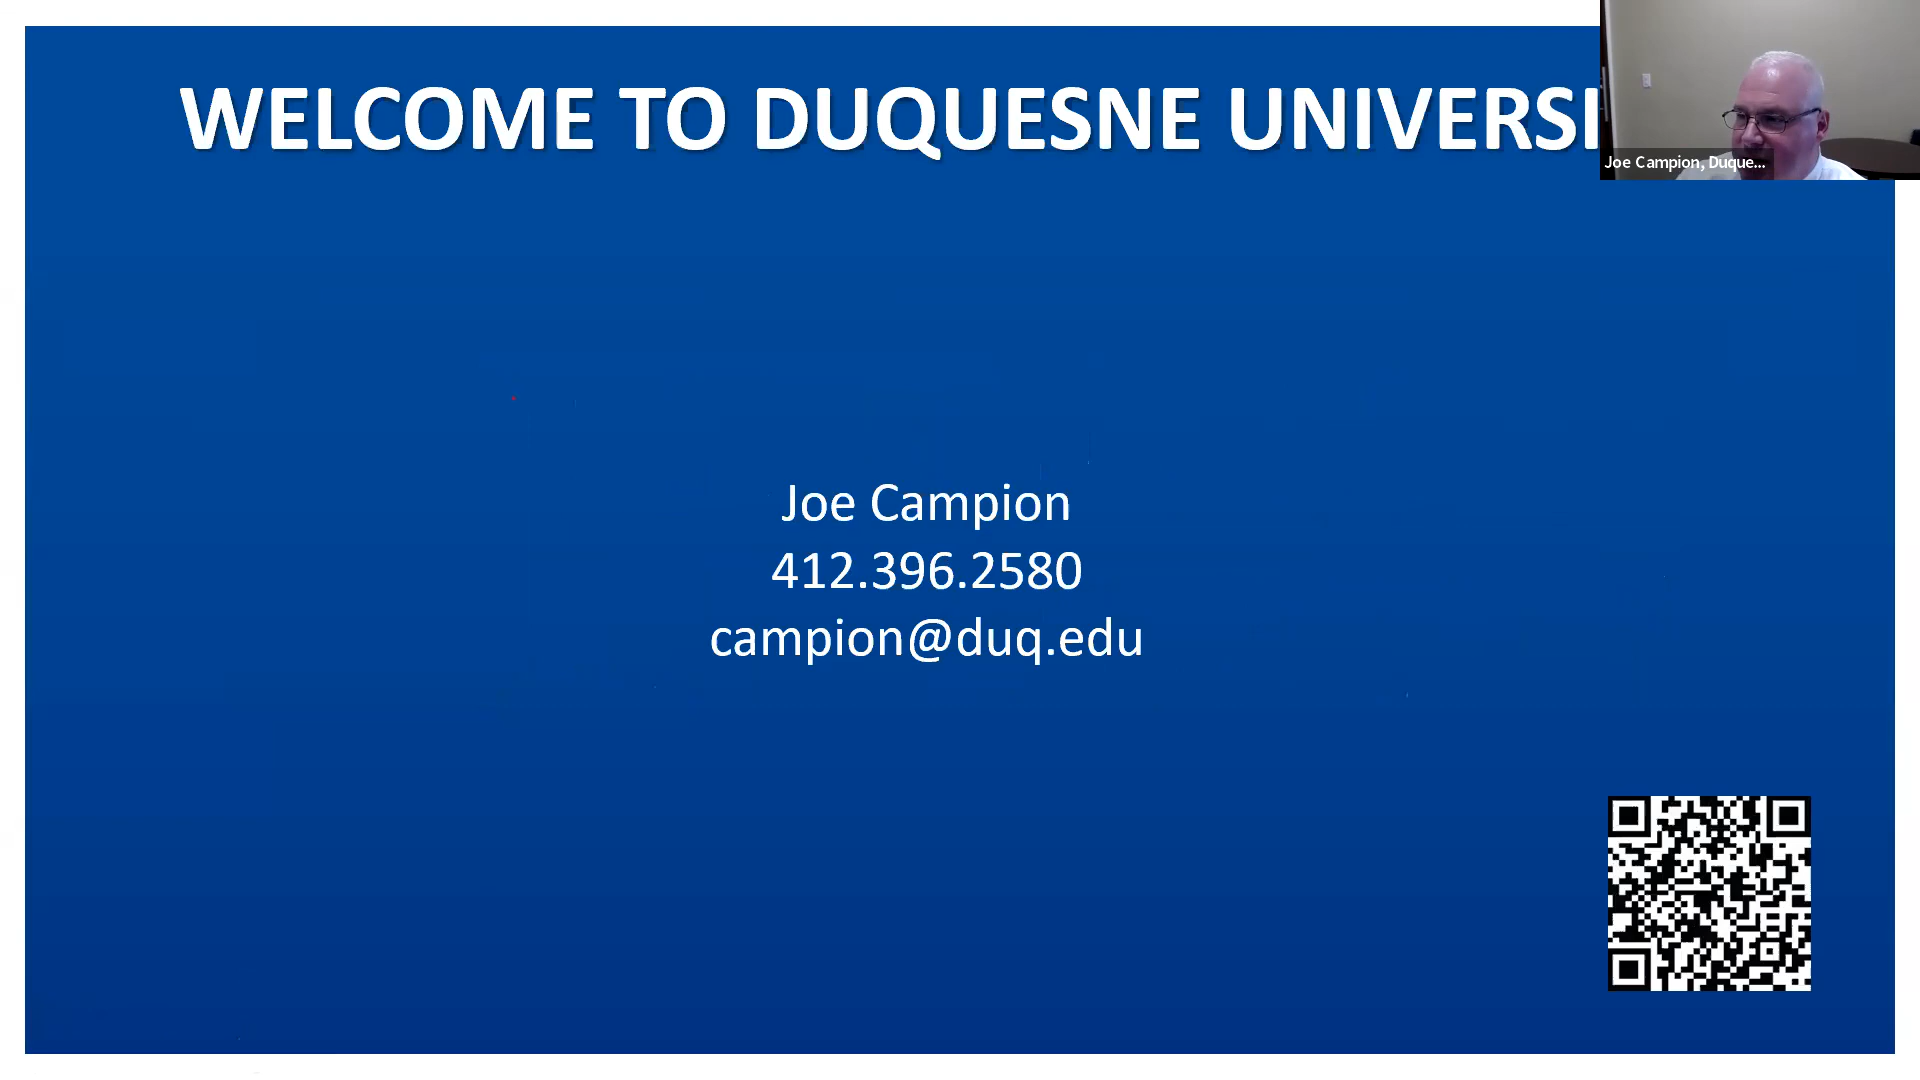 WELCOME TO DUQUESNE UNIVERSI
Joe Campion, Duque...
Joe Campion
412.396.2580
campion@duq.edu